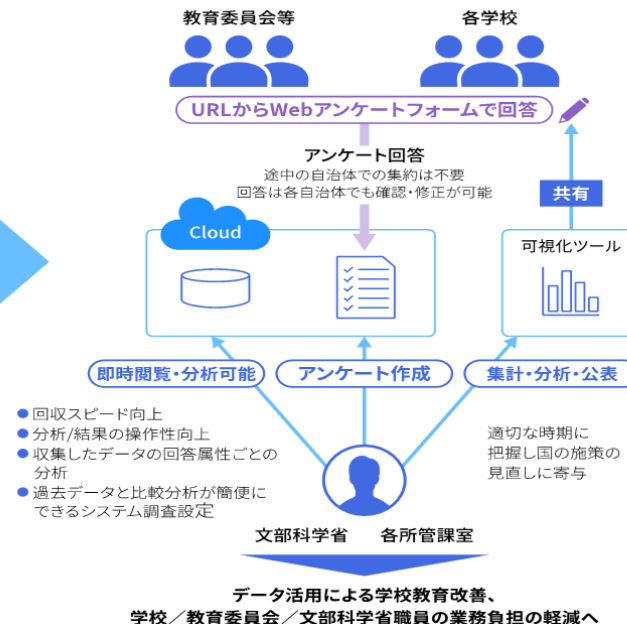 教育委員会等
各学校
URLからWebアンケートフォームで回答
アンケート回答
途中の自治体での集約は不要
回答は各自治体でも確認・修正が可能
共有
Cloud
可視化ツール
即時閲覧・分析可能
アンケート作成
集計・分析・公表
回収スピード向上
分析/結果の操作性向上
収集したデータの回答属性ごとの
分析
過去データと比較分析が簡便に
できるシステム調査設定
適切な時期に
把握し国の施策の
見直しに寄与
文部科学省 各所管課室
データ活用による学校教育改善、
学校／教育委員会／文部科学省職員の業務負担の軽減へ